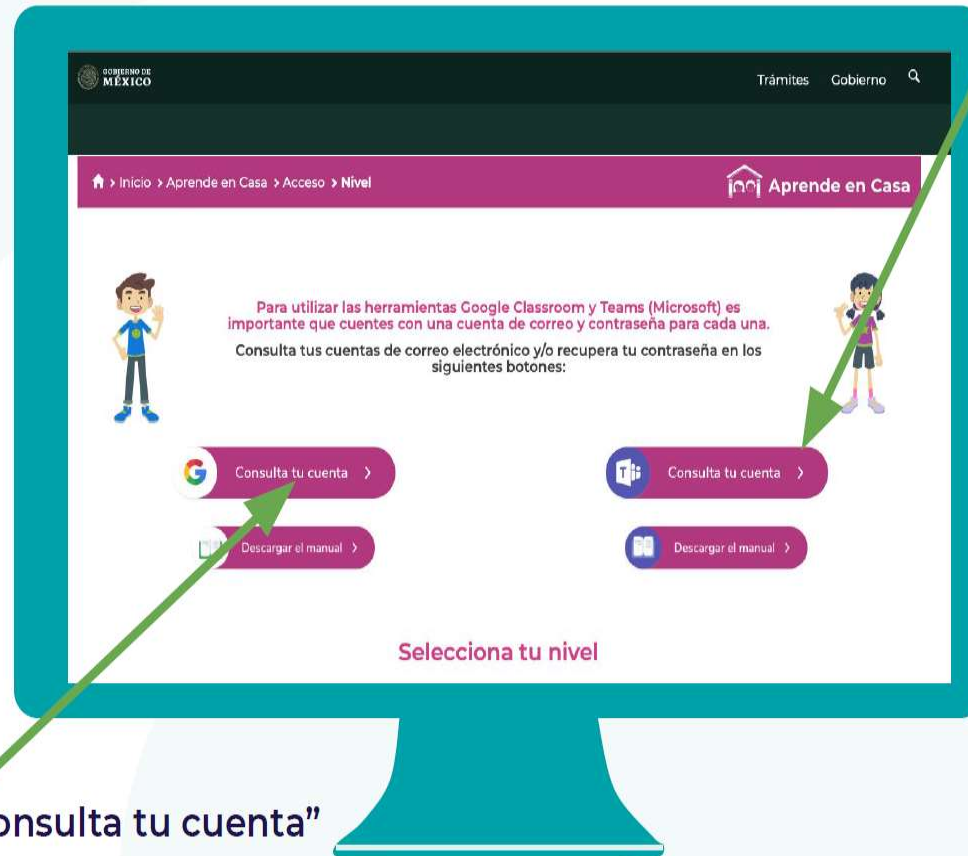 GOBIERNO DE
MÉXICO
Trámites Gobierno
> Inicio > Aprende en Casa > Acceso > Nivel
Aprende en Casa
Para utilizar las herramientas Google Classroom y Teams (Microsoft) es
importante que cuentes con una cuenta de correo y contraseña para cada una.
Consulta tus cuentas de correo electrónico y/o recupera tu contraseña en los
siguientes botones:
Consulta tu cuenta >
Consulta tu cuenta >
Descargar el manual >
Descargar el manual >
Selecciona tu nivel
onsulta tu cuenta”